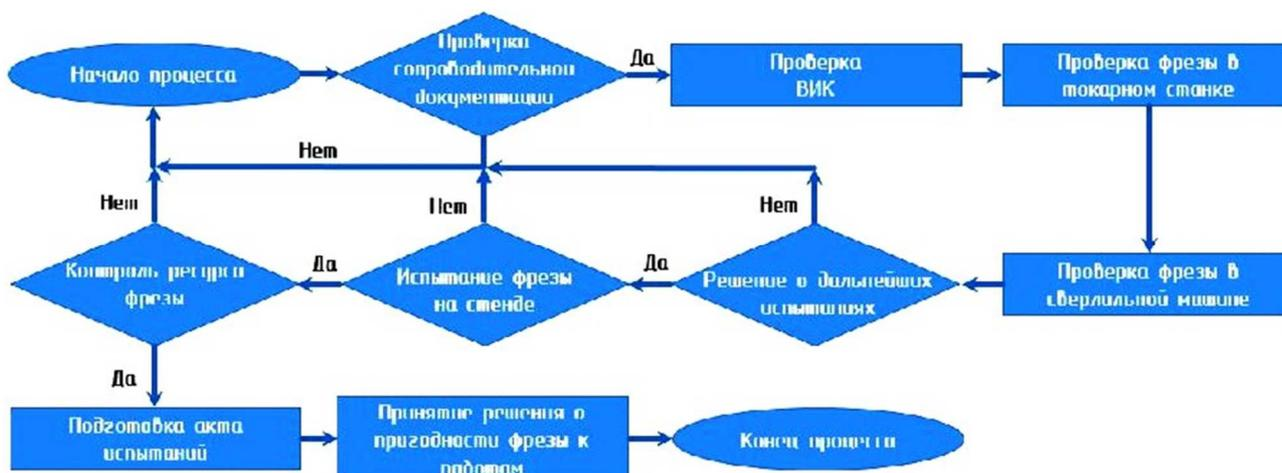 Начало процесса
Проверка
сопроводительной
документации
Да
Проверка
ВИК
Проверка фрезы в
токарном станке
Нет
Нет
Нет
Нет
Контроль ресурса
фрезы
Да
Испытание фрезы
на стенде
Да
Решение о дальнейших
испытаниях
Проверка фрезы в
сверлильной машине
Да
Подготовка акта
испытаний
Принятие решения о
пригодности фрезы к
работам
Конец процесса